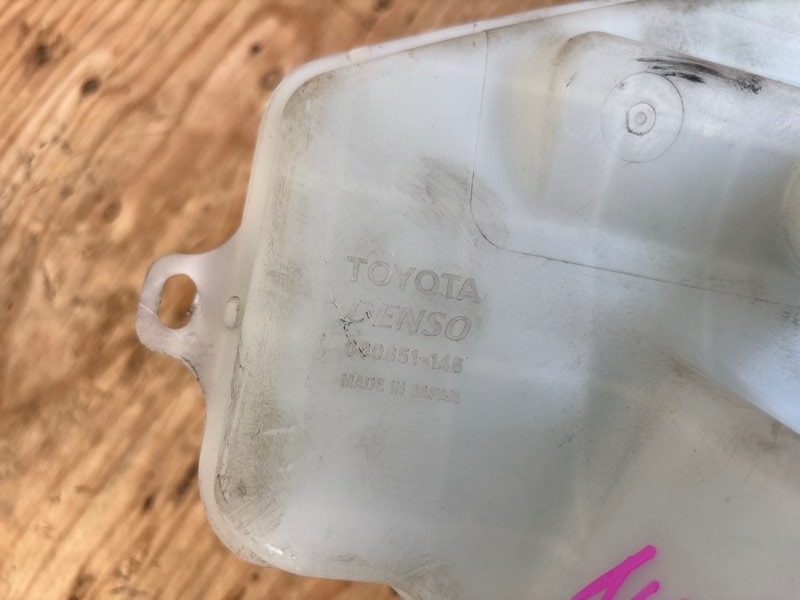 TOYOTA
DENSO
060851-146
MADE IN JAPAN